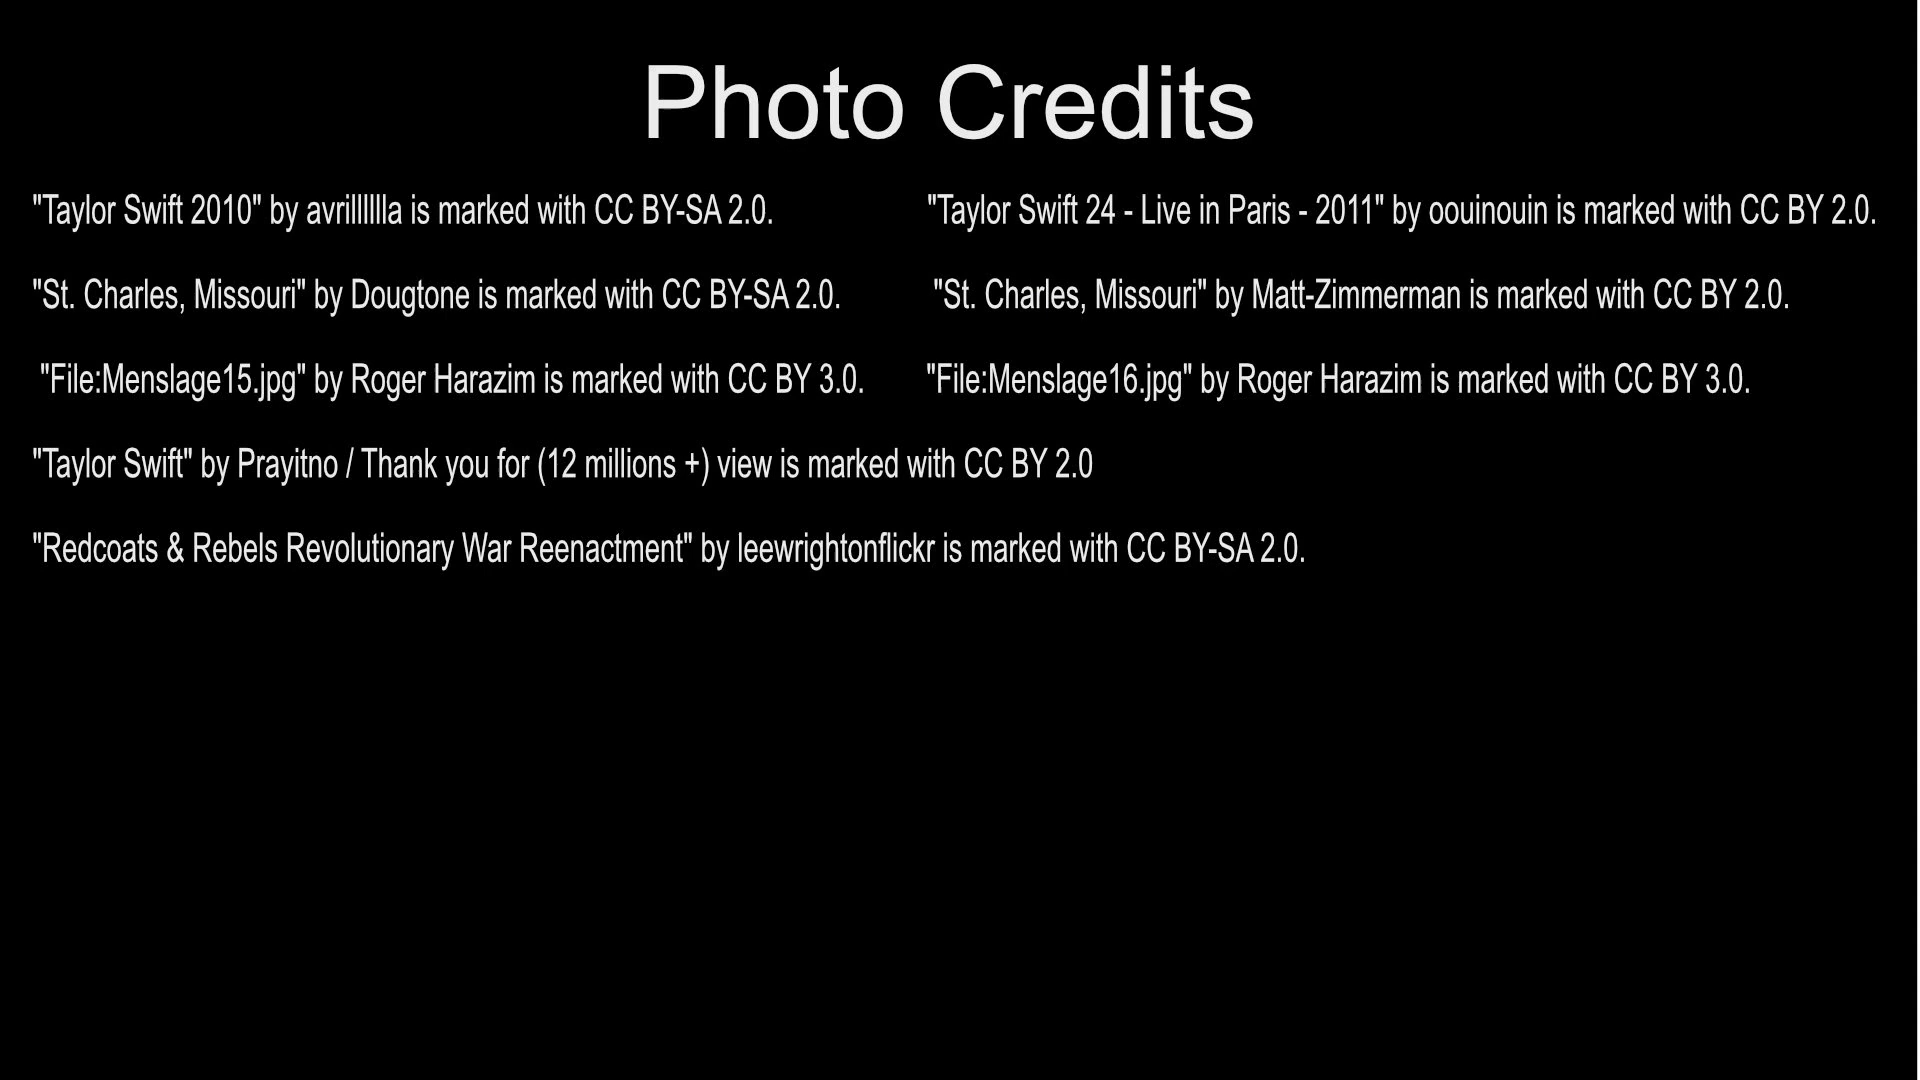 Photo Credits
"Taylor Swift 2010" by avrilllllla is marked with CC BY-SA 2.0.
"Taylor Swift 24 - Live in Paris - 2011" by oouinouin is marked with CC BY 2.0.
"St. Charles, Missouri" by Dougtone is marked with CC BY-SA 2.0.
"St. Charles, Missouri" by Matt-Zimmerman is marked with CC BY 2.0.
"File:Menslage15.jpg" by Roger Harazim is marked with CC BY 3.0.
"File:Menslage16.jpg" by Roger Harazim is marked with CC BY 3.0.
"Taylor Swift" by Prayitno / Thank you for (12 millions +) view is marked with CC BY 2.0
"Redcoats & Rebels Revolutionary War Reenactment" by leewrightonflickr is marked with CC BY-SA 2.0.